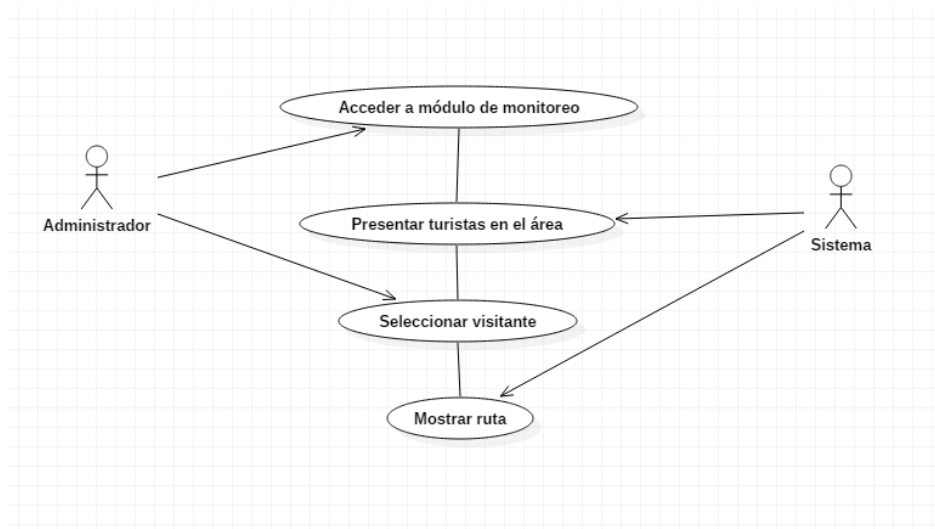 Acceder a módulo de monitoreo
Administrador
Presentar turistas en el área
Sistema
Seleccionar visitante
Mostrar ruta